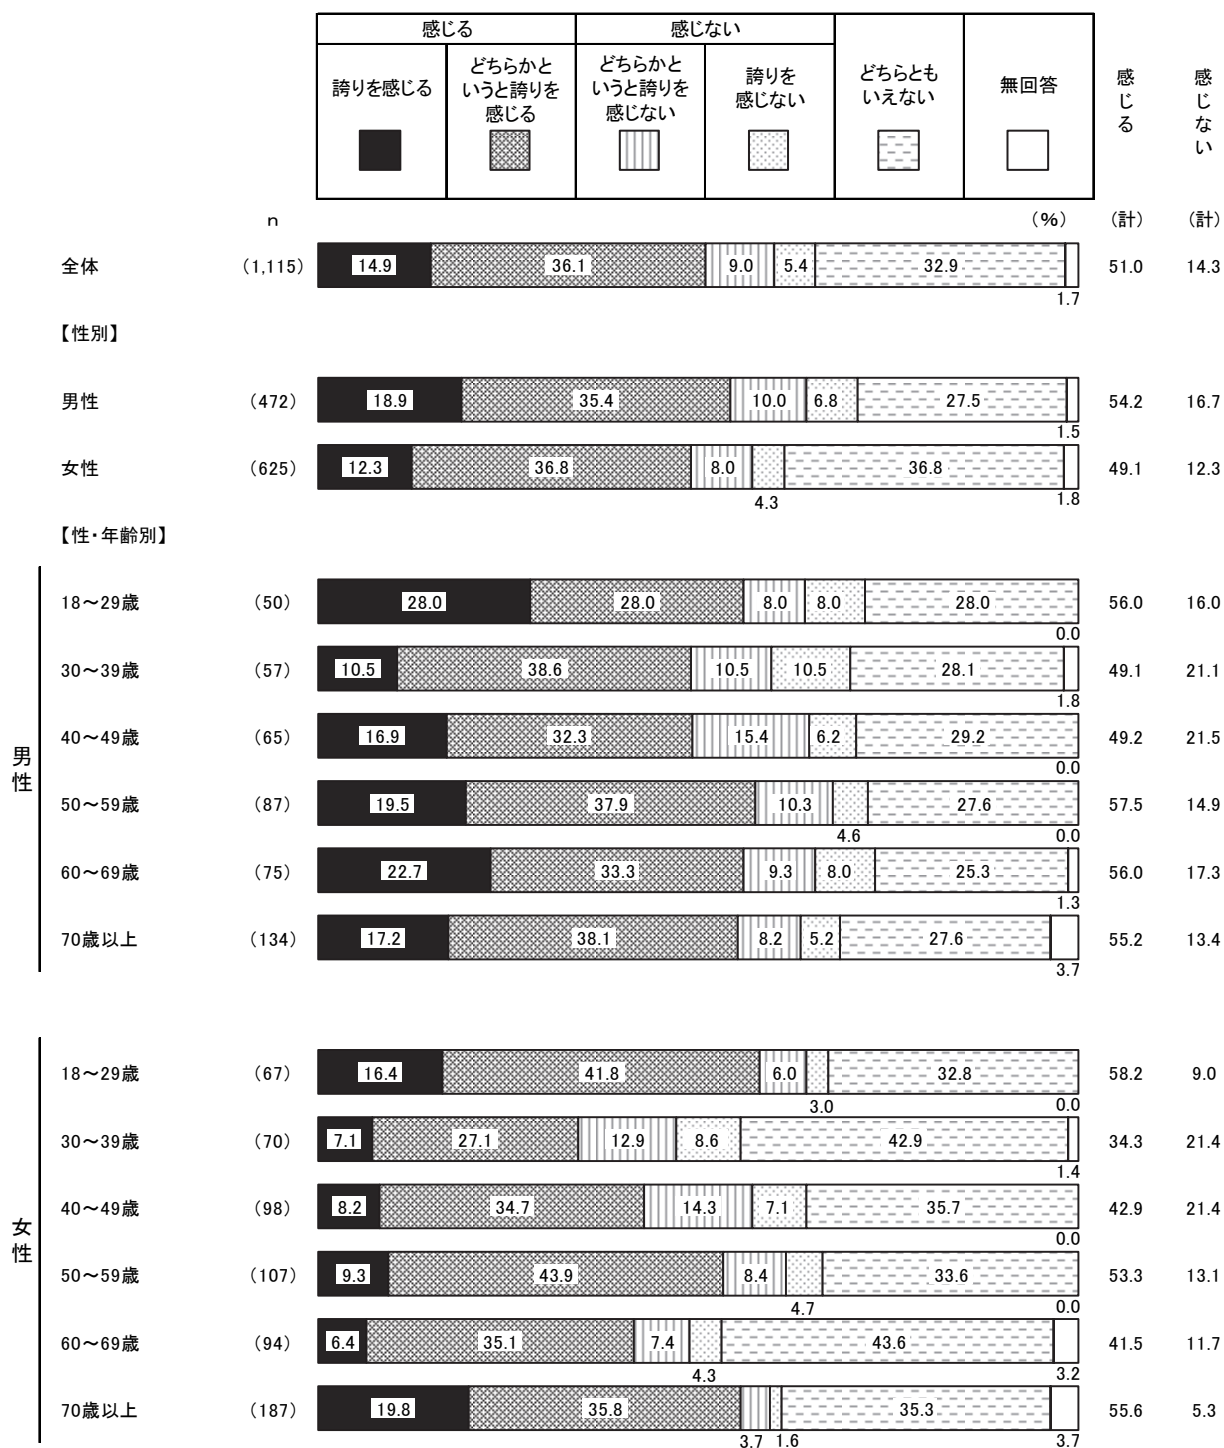 感じる 感じない
誇りを感じる どちらかと いうと誇りを 感じる どちらかと いうと誇りを 感じない 誇りを 感じない どちらとも いえない 無回答 感じる 感じない
n (%) (計) (計)
全体 (1,115) 14.9 36.1 9.0 5.4 32.9 51.0 14.3
1.7
【性別】
男性 (472) 18.9 35.4 10.0 6.8 27.5 54.2 16.7
1.5
女性 (625) 12.3 36.8 8.0 36.8 49.1 12.3
4.3 1.8
【性・年齢別】
男性
18～29歳 (50) 28.0 28.0 8.0 8.0 28.0 56.0 16.0
0.0
30～39歳 (57) 10.5 38.6 10.5 10.5 28.1 49.1 21.1
1.8
40～49歳 (65) 16.9 32.3 15.4 6.2 29.2 49.2 21.5
0.0
50～59歳 (87) 19.5 37.9 10.3 27.6 57.5 14.9
4.6 0.0
60～69歳 (75) 22.7 33.3 9.3 8.0 25.3 56.0 17.3
1.3
70歳以上 (134) 17.2 38.1 8.2 5.2 27.6 55.2 13.4
3.7
女性
18～29歳 (67) 16.4 41.8 6.0 32.8 58.2 9.0
3.0 0.0
30～39歳 (70) 7.1 27.1 12.9 8.6 42.9 34.3 21.4
1.4
40～49歳 (98) 8.2 34.7 14.3 7.1 35.7 42.9 21.4
0.0
50～59歳 (107) 9.3 43.9 8.4 33.6 53.3 13.1
4.7 0.0
60～69歳 (94) 6.4 35.1 7.4 43.6 41.5 11.7
4.3 3.2
70歳以上 (187) 19.8 35.8 35.3 55.6 5.3
3.7 1.6 3.7